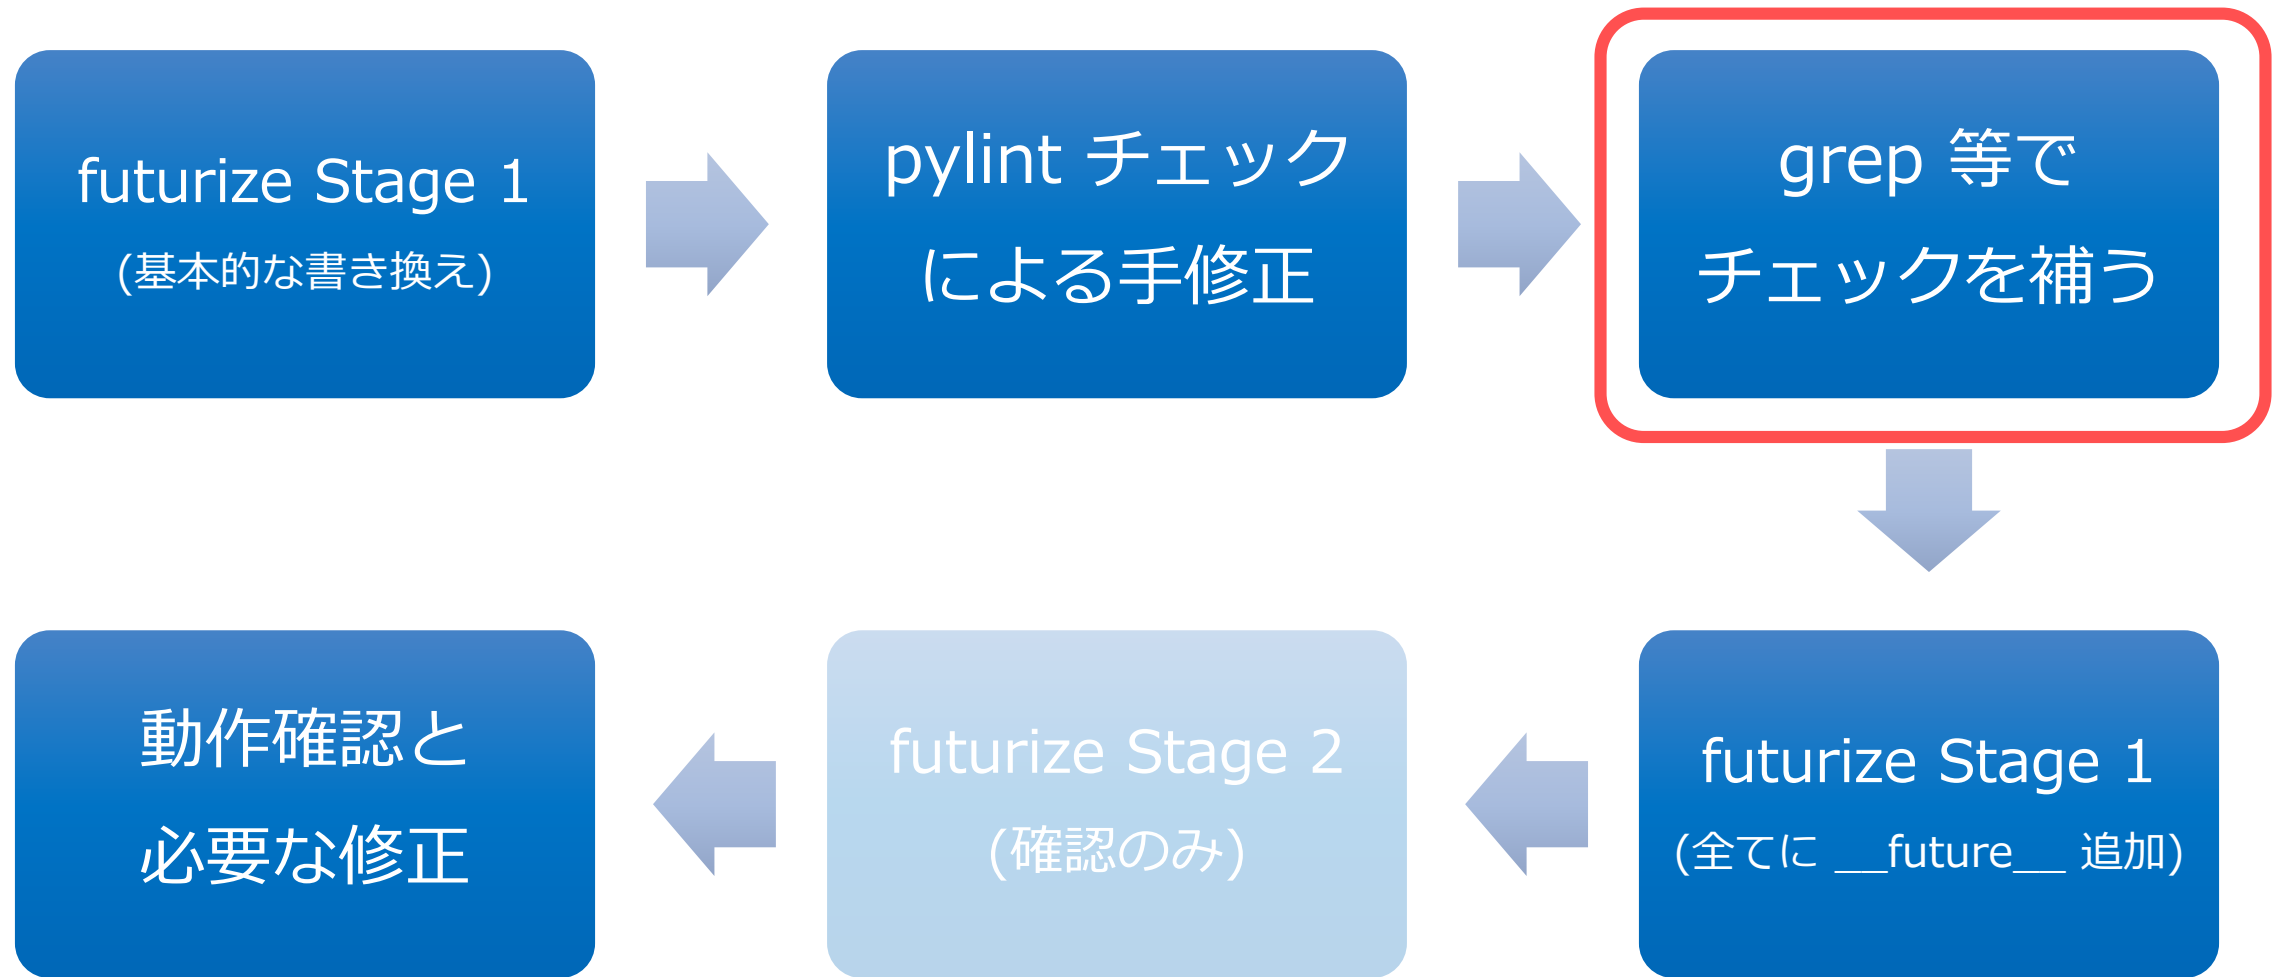 futurize Stage 1
(基本的な書き換え)
pylint チェック
による手修正
grep 等で
チェックを補う
futurize Stage 1
(全てに __future__ 追加)
futurize Stage 2
(確認のみ)
動作確認と
必要な修正